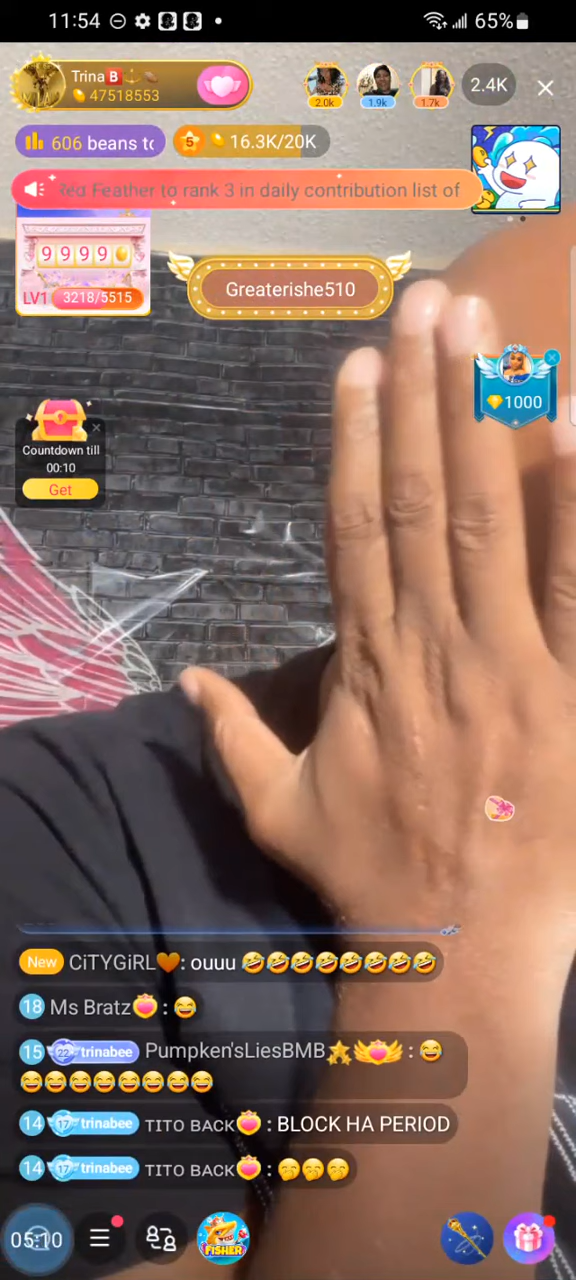 11:54
65%
Trina🅱️⚓
47518553
2.0k
1.9k
1.7k
2.4K
606 beans to
5
16.3K/20K
Red Feather to rank 3 in daily contribution list of
9999
LV1 3218/5515
Greaterishe510
1000
Countdown till
00:10
Get
New CiTYGiRL🧡: ouuu 🤣🤣🤣🤣🤣🤣🤣🤣
18 Ms Bratz: 😂
15 22 trinabee Pumpken'sLiesBMB : 😂
😂😂😂😂😂😂😂😂
14 17 trinabee TITO BACK : BLOCK HA PERIOD
14 17 trinabee TITO BACK : 🤭🤭🤭
05:10
FISHER